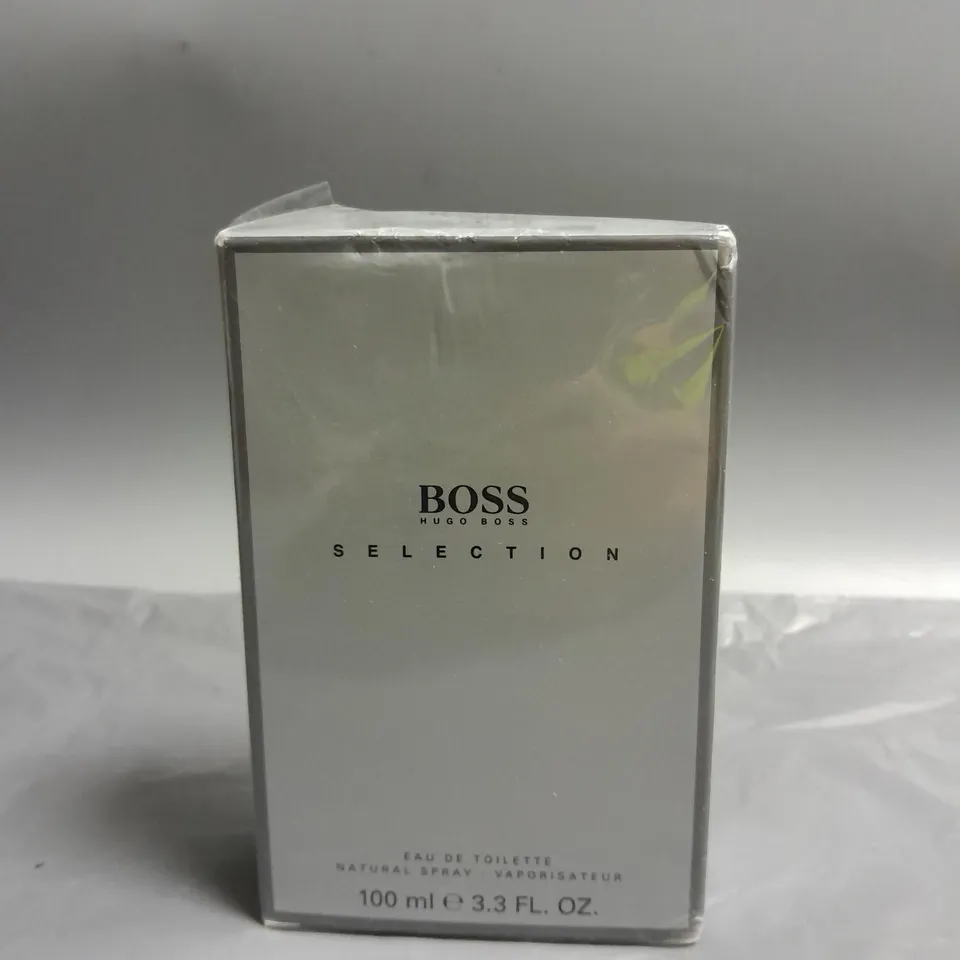 BOSS
HUGO BOSS
SELECTION
EAU DE TOILETTE
NATURAL SPRAY · VAPORISATEUR
100 ml ℮ 3.3 FL. OZ.